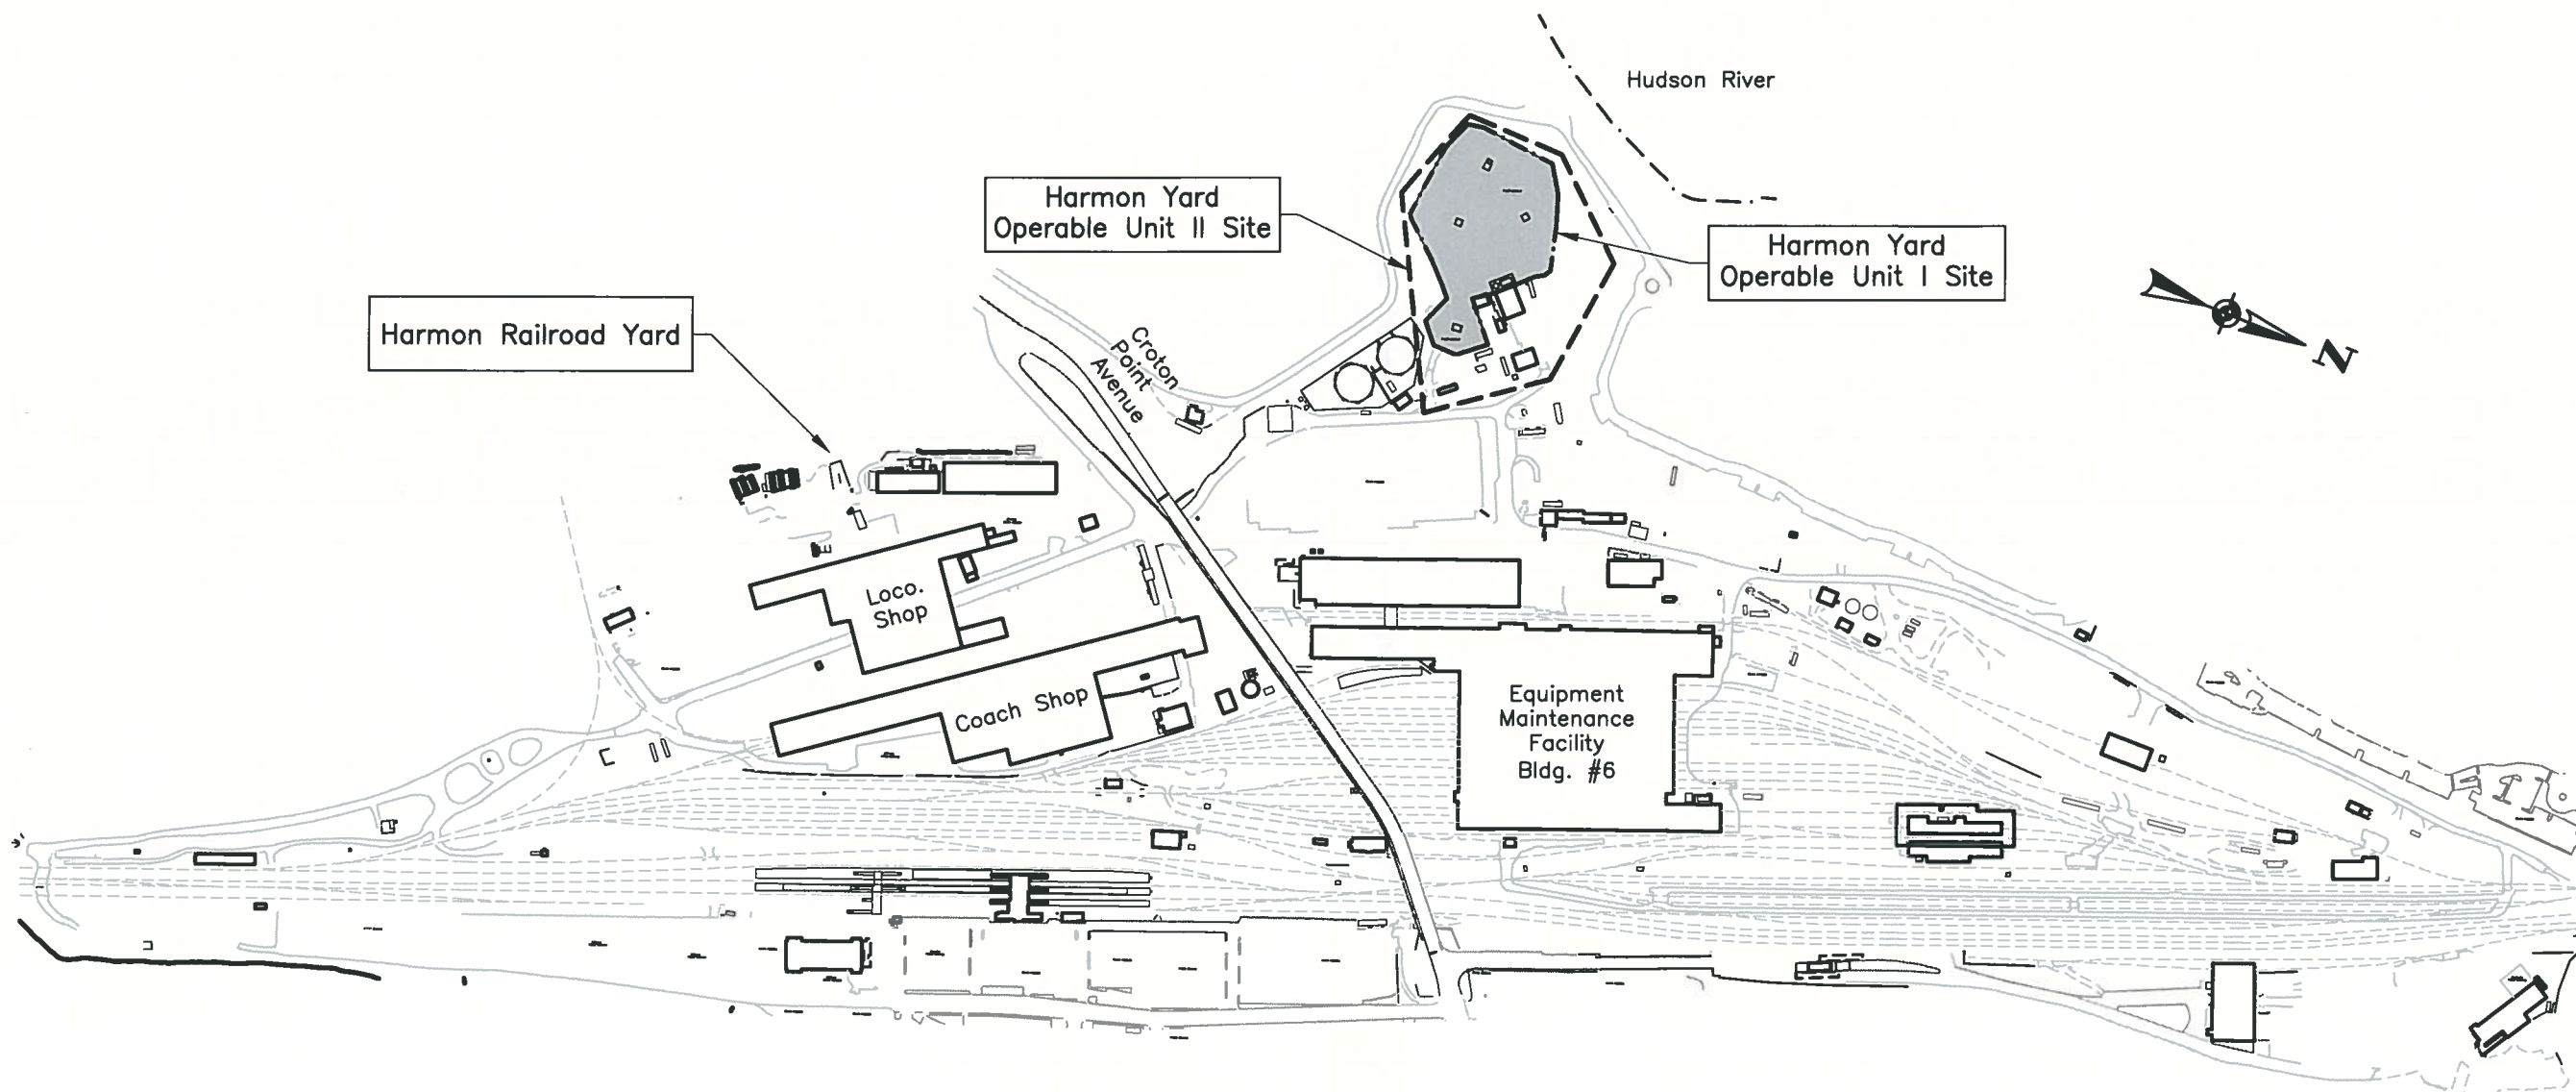 Hudson River
Harmon Yard
Operable Unit II Site
Harmon Yard
Operable Unit I Site
Harmon Railroad Yard
Croton
Point
Avenue
N
Loco.
Shop
Coach Shop
Equipment
Maintenance
Facility
Bldg. #6